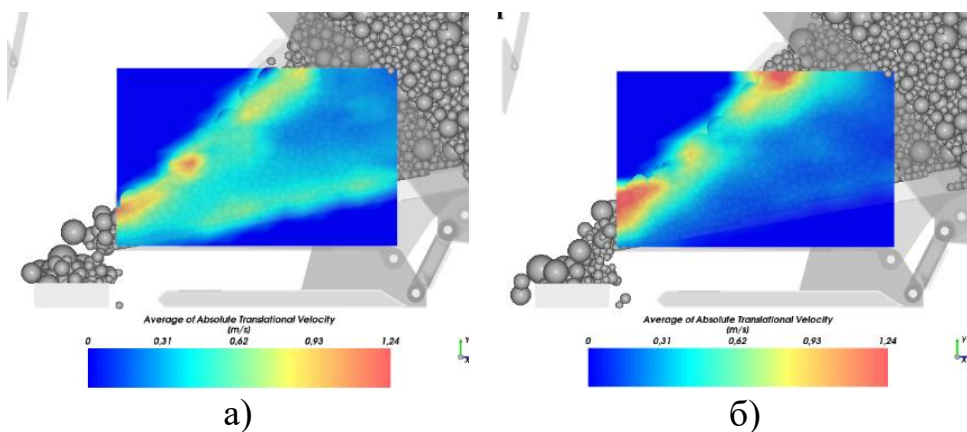 Average of Absolute Translational Velocity
(m/s)
0 0,31 0,62 0,93 1,24
Y
X
а)
Average of Absolute Translational Velocity
(m/s)
0 0,31 0,62 0,93 1,24
Y
X
б)